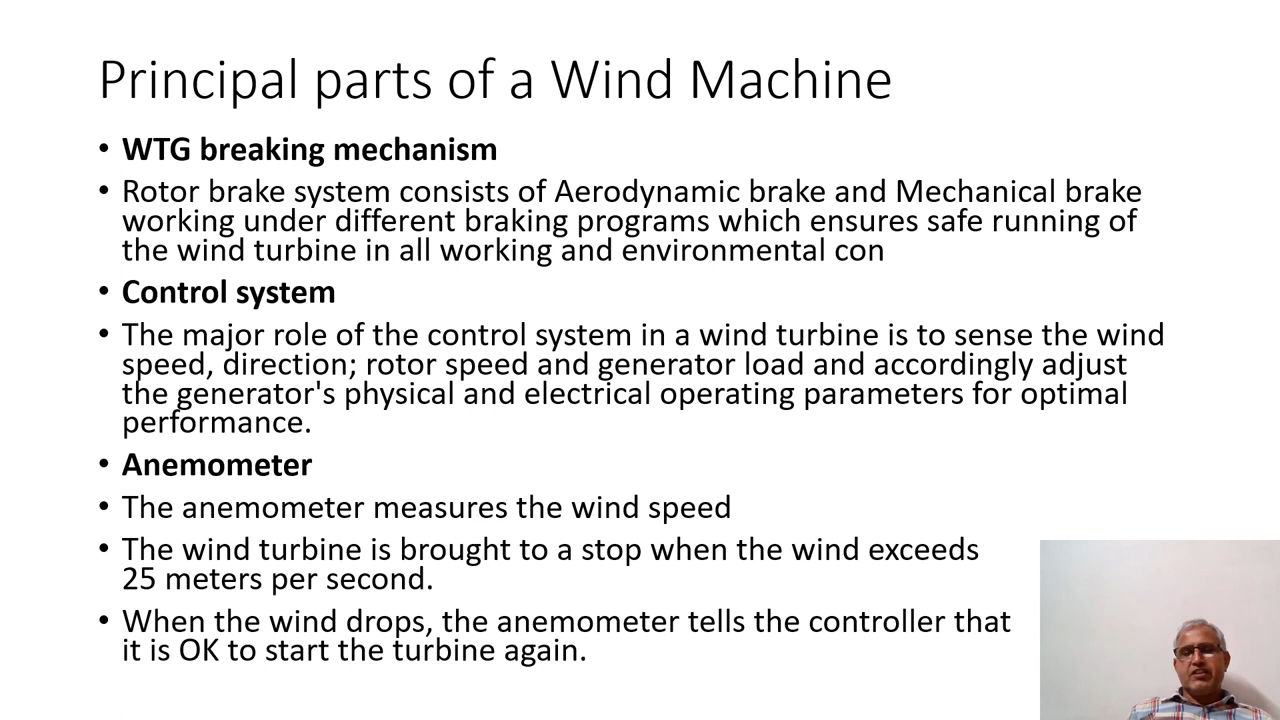 Principal parts of a Wind Machine
• WTG breaking mechanism
• Rotor brake system consists of Aerodynamic brake and Mechanical brake
working under different braking programs which ensures safe running of
the wind turbine in all working and environmental con
• Control system
• The major role of the control system in a wind turbine is to sense the wind
speed, direction; rotor speed and generator load and accordingly adjust
the generator's physical and electrical operating parameters for optimal
performance.
• Anemometer
• The anemometer measures the wind speed
• The wind turbine is brought to a stop when the wind exceeds
25 meters per second.
• When the wind drops, the anemometer tells the controller that
it is OK to start the turbine again.